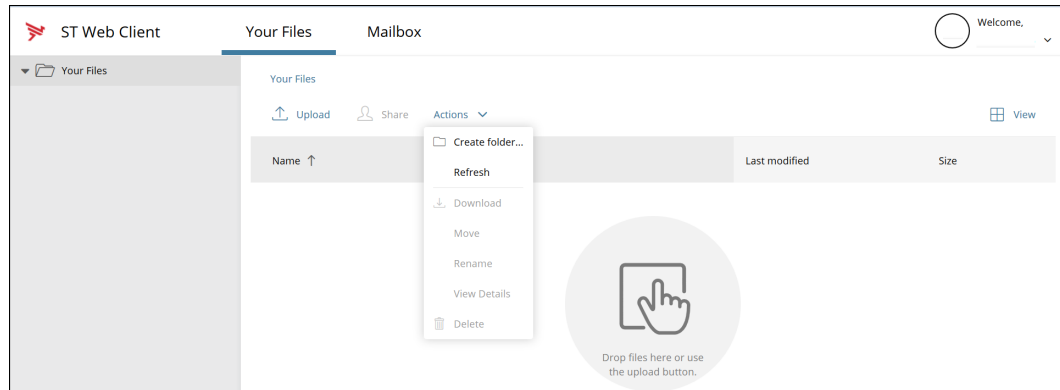 ST Web Client
Your Files
Mailbox
Welcome,
Your Files
Your Files
Upload
Share
Actions
View
Create folder...
Refresh
Download
Move
Rename
View Details
Delete
Name
Last modified
Size
Drop files here or use
the upload button.